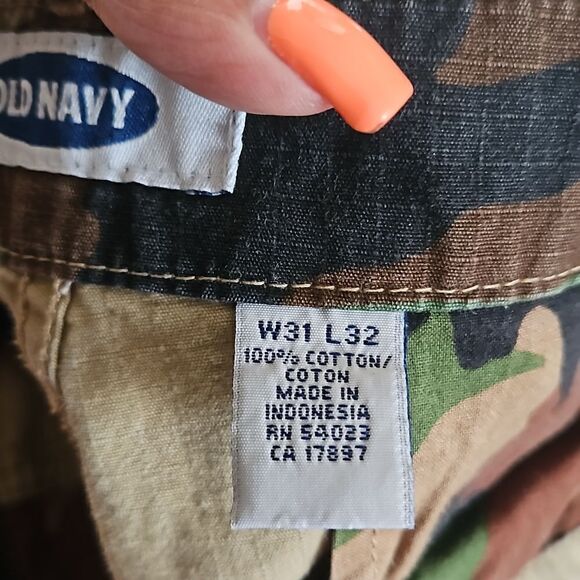 OLD NAVY
W31 L32
100% COTTON/
COTON
MADE IN
INDONESIA
RN 54023
CA 17897